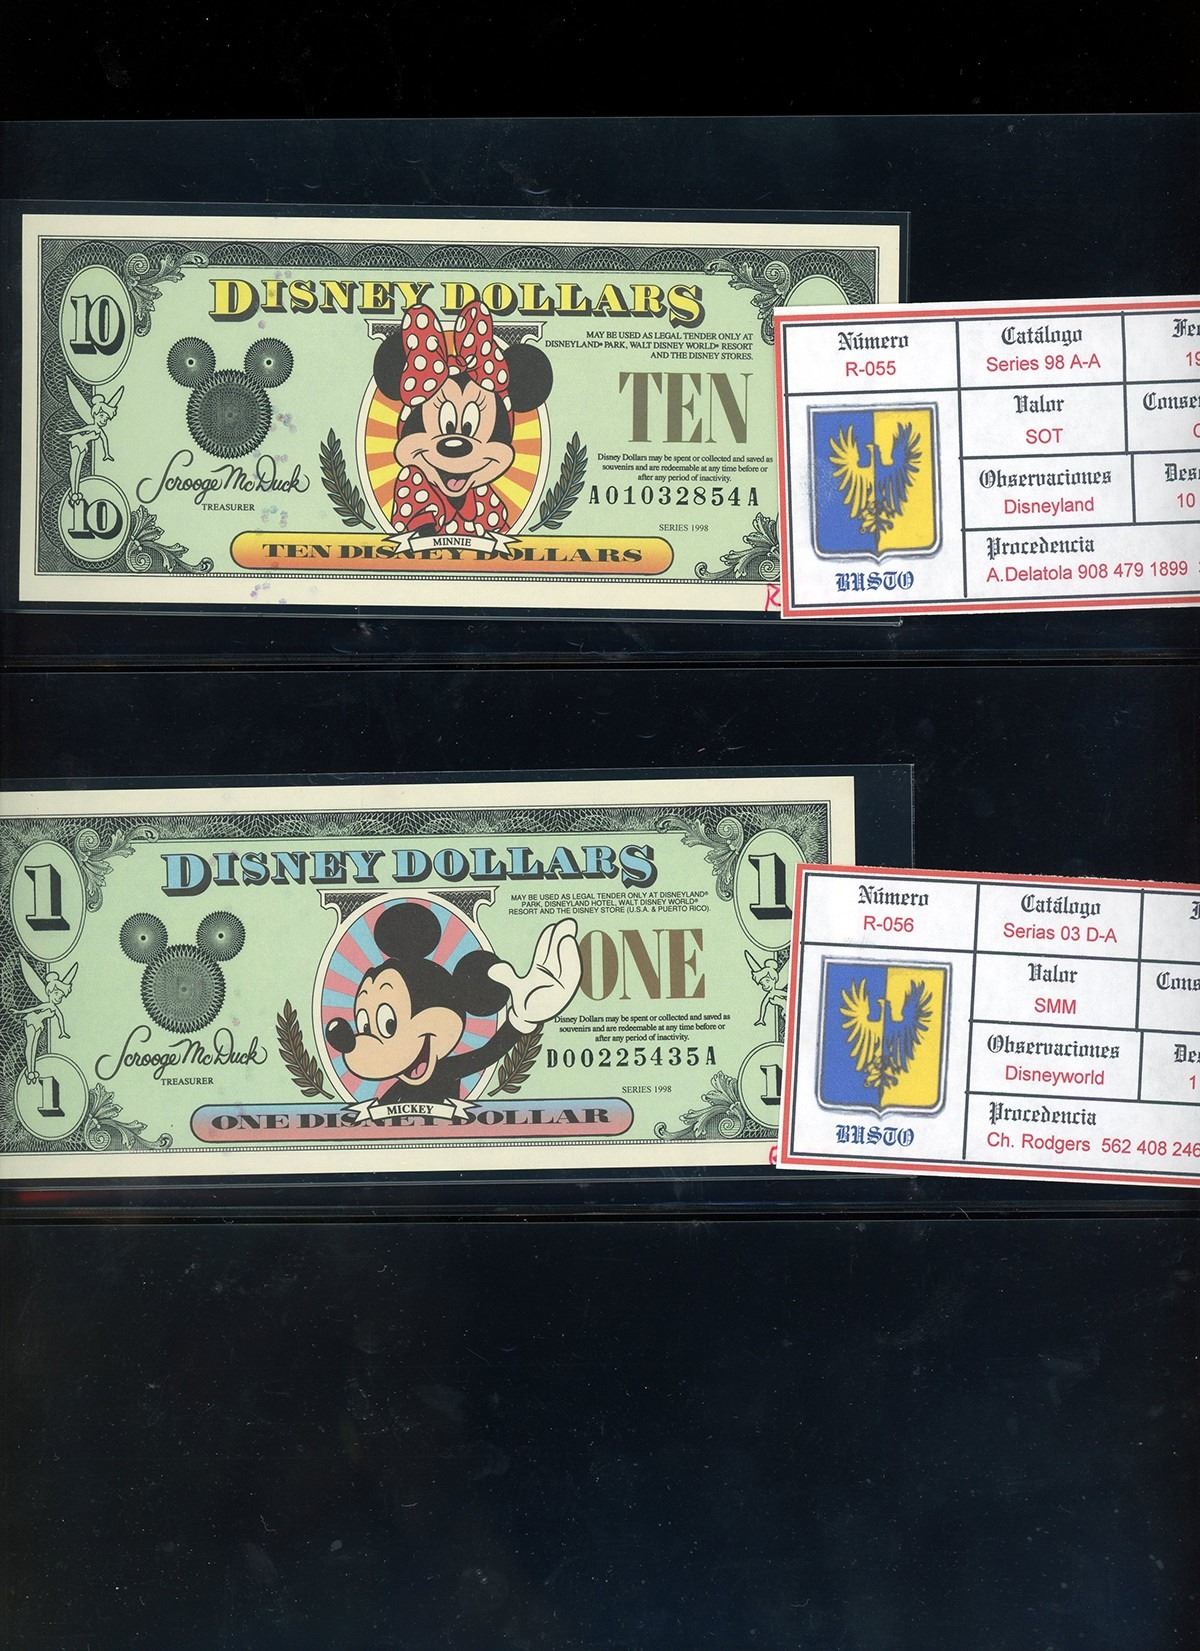 10
DISNEY DOLLARS
MAY BE USED AS LEGAL TENDER ONLY AT
DISNEYLAND® PARK, WALT DISNEY WORLD® RESORT
AND THE DISNEY STORES.
TEN
Disney Dollars may be spent or collected and saved as
souvenirs and are redeemable at any time before or
after any period of inactivity.
A01032854A
Scrooge McDuck
TREASURER
SERIES 1998
10
MINNIE
TEN DISNEY DOLLARS
R
Número
R-055
Catálogo
Series 98 A-A
19
Valor
SOT
Observaciones
Disneyland
10
Procedencia
A.Delatola 908 479 1899
BUSTO
1
DISNEY DOLLARS
1
MAY BE USED AS LEGAL TENDER ONLY AT DISNEYLAND®
PARK, DISNEYLAND HOTEL, WALT DISNEY WORLD®
RESORT AND THE DISNEY STORE (U.S.A. & PUERTO RICO).
ONE
Disney Dollars may be spent or collected and saved as
souvenirs and are redeemable at any time before or
after any period of inactivity.
D00225435A
Scrooge McDuck
TREASURER
SERIES 1998
1
1
MICKEY
ONE DISNEY DOLLAR
Número
R-056
Catálogo
Serias 03 D-A
Valor
SMM
Observaciones
Disneyworld
1
Procedencia
Ch. Rodgers 562 408 246
BUSTO